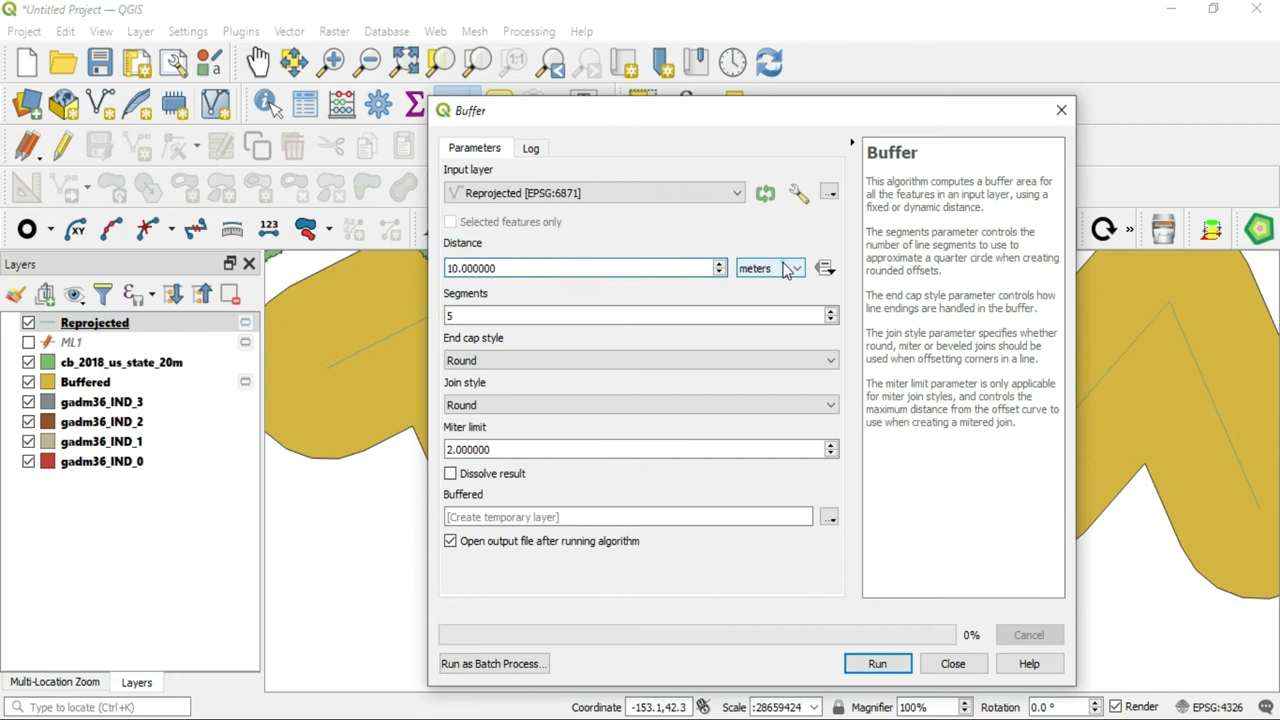 *Untitled Project — QGIS
Project Edit View Layer Settings Plugins Vector Raster Database Web Mesh Processing Help
Buffer
Parameters Log
Input layer
Reprojected [EPSG:6871]
Selected features only
Distance
10.000000 meters
Segments
5
End cap style
Round
Join style
Round
Miter limit
2.000000
Dissolve result
Buffered
[Create temporary layer]
Open output file after running algorithm
0% Cancel
Run as Batch Process... Run Close Help
Buffer
This algorithm computes a buffer area for
all the features in an input layer, using a
fixed or dynamic distance.
The segments parameter controls the
number of line segments to use to
approximate a quarter circle when creating
rounded offsets.
The end cap style parameter controls how
line endings are handled in the buffer.
The join style parameter specifies whether
round, miter or beveled joins should be
used when offsetting corners in a line.
The miter limit parameter is only applicable
for miter join styles, and controls the
maximum distance from the offset curve to
use when creating a mitered join.
Layers
Reprojected
ML1
cb_2018_us_state_20m
Buffered
gadm36_IND_3
gadm36_IND_2
gadm36_IND_1
gadm36_IND_0
Multi-Location Zoom Layers
Type to locate (Ctrl+K) Coordinate -153.1,42.3 Scale :28659424 Magnifier 100% Rotation 0.0 ° Render EPSG:4326